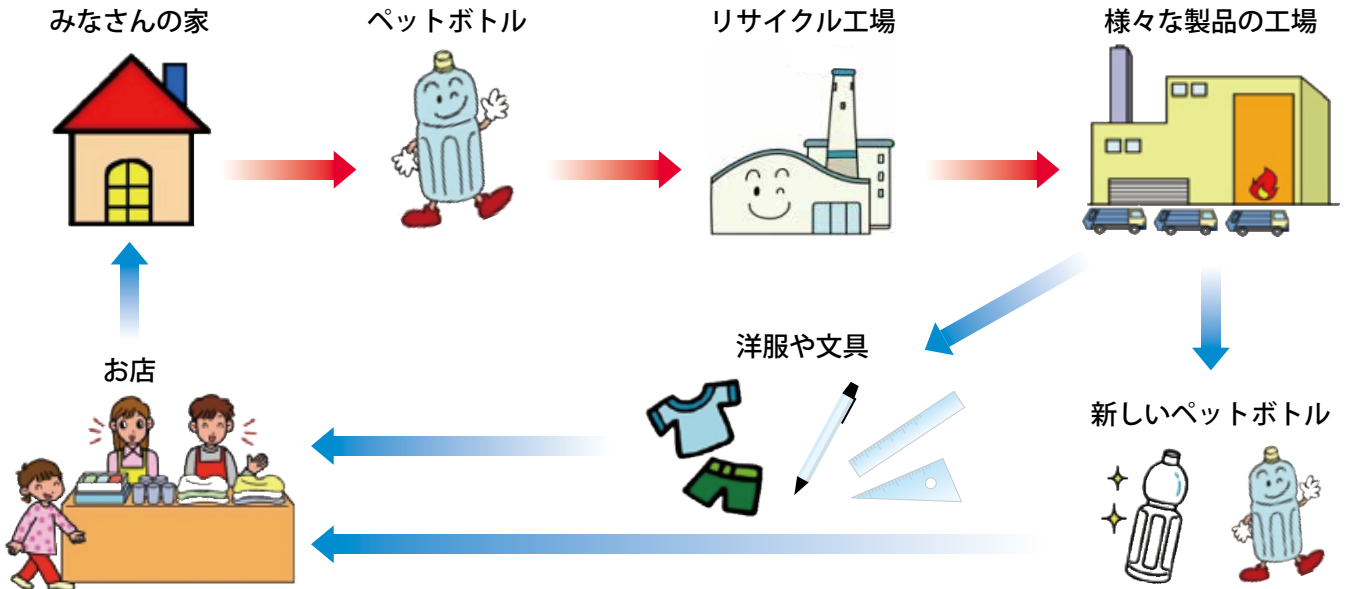 みなさんの家
ペットボトル
リサイクル工場
様々な製品の工場
洋服や文具
お店
新しいペットボトル